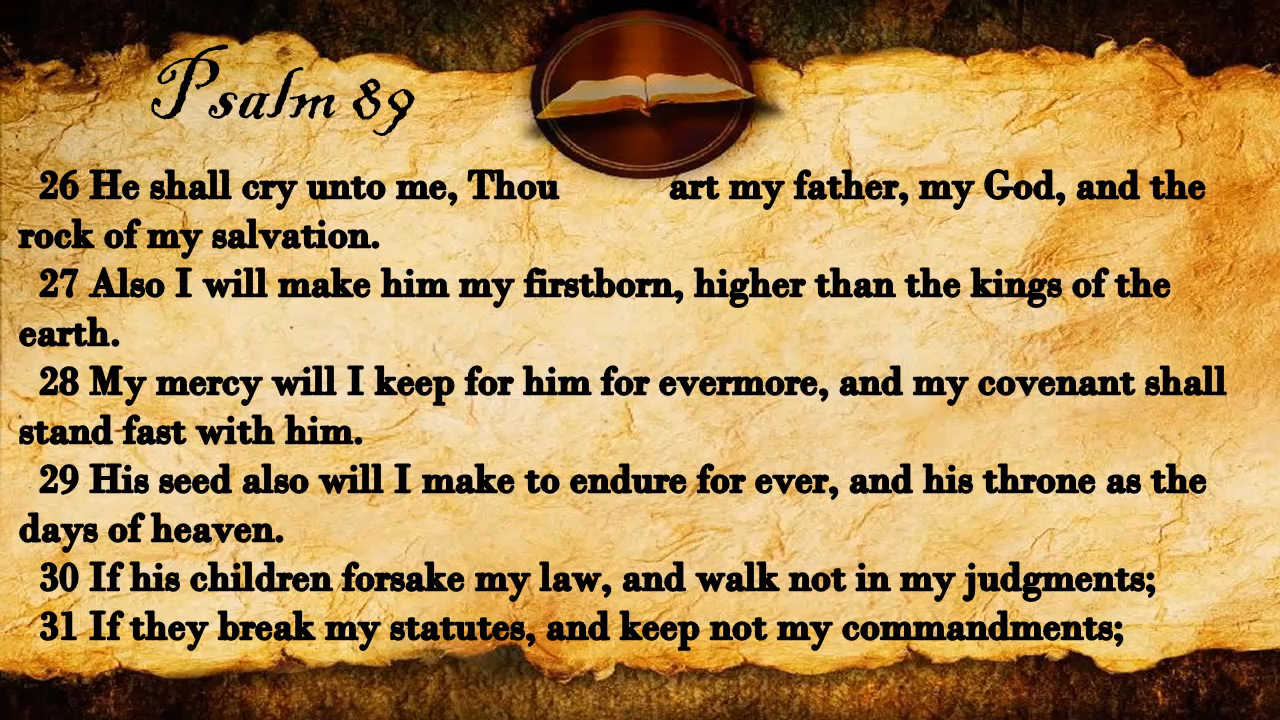 Psalm 89
26 He shall cry unto me, Thou art my father, my God, and the
rock of my salvation.
27 Also I will make him my firstborn, higher than the kings of the
earth.
28 My mercy will I keep for him for evermore, and my covenant shall
stand fast with him.
29 His seed also will I make to endure for ever, and his throne as the
days of heaven.
30 If his children forsake my law, and walk not in my judgments;
31 If they break my statutes, and keep not my commandments;